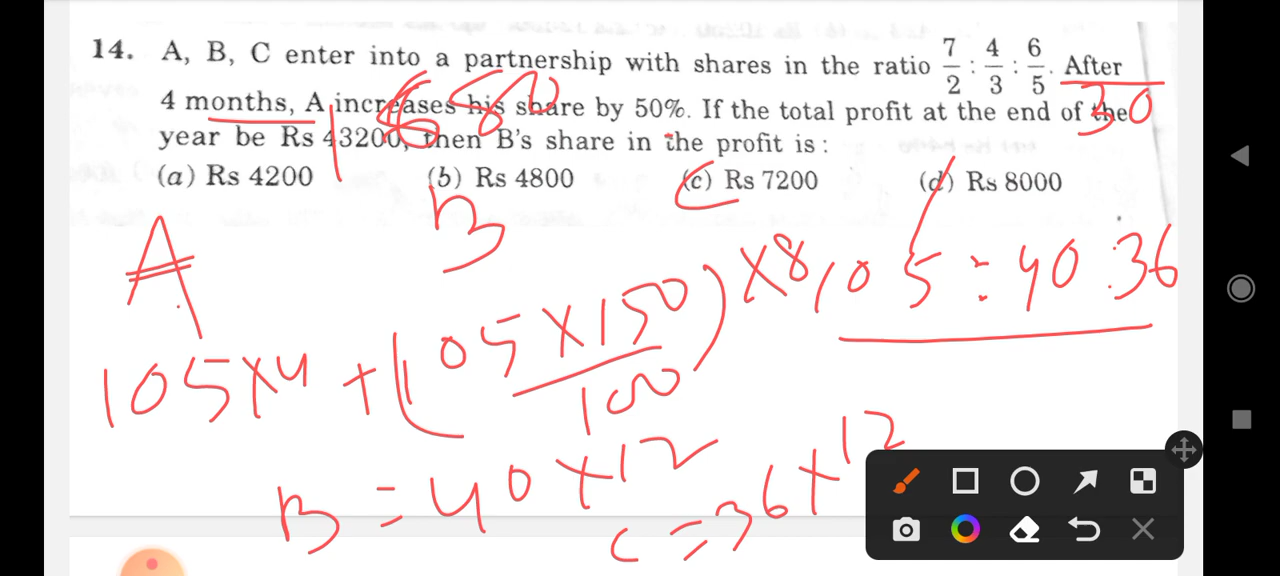 14. A, B, C enter into a partnership with shares in the ratio 7/2 : 4/3 : 6/5. After
4 months, A increases his share by 50%. If the total profit at the end of the
30
1680
year be Rs 43200, then B's share in the profit is :
(a) Rs 4200 (b) Rs 4800 (c) Rs 7200 (d) Rs 8000
A B
105 : 40 : 36
105×4 + (105×150/100)×8
B = 40×12
C = 36×12